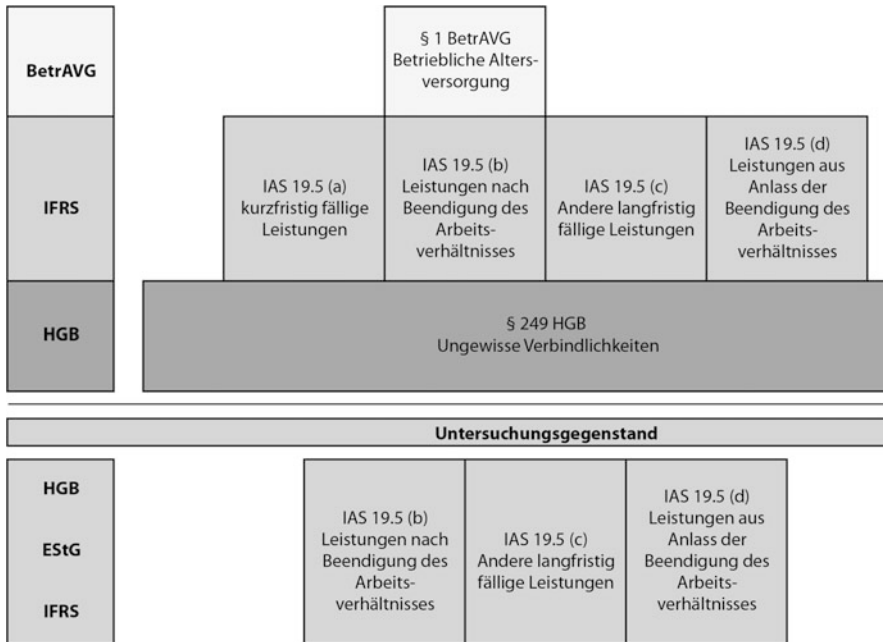 BetrAVG
§ 1 BetrAVG
Betriebliche Alters-
versorgung
IFRS
IAS 19.5 (a)
kurzfristig fällige
Leistungen
IAS 19.5 (b)
Leistungen nach
Beendigung des
Arbeits-
verhältnisses
IAS 19.5 (c)
Andere langfristig
fällige Leistungen
IAS 19.5 (d)
Leistungen aus
Anlass der
Beendigung des
Arbeits-
verhältnisses
HGB
§ 249 HGB
Ungewisse Verbindlichkeiten
Untersuchungsgegenstand
HGB
EStG
IFRS
IAS 19.5 (b)
Leistungen nach
Beendigung des
Arbeits-
verhältnisses
IAS 19.5 (c)
Andere langfristig
fällige Leistungen
IAS 19.5 (d)
Leistungen aus
Anlass der
Beendigung des
Arbeits-
verhältnisses